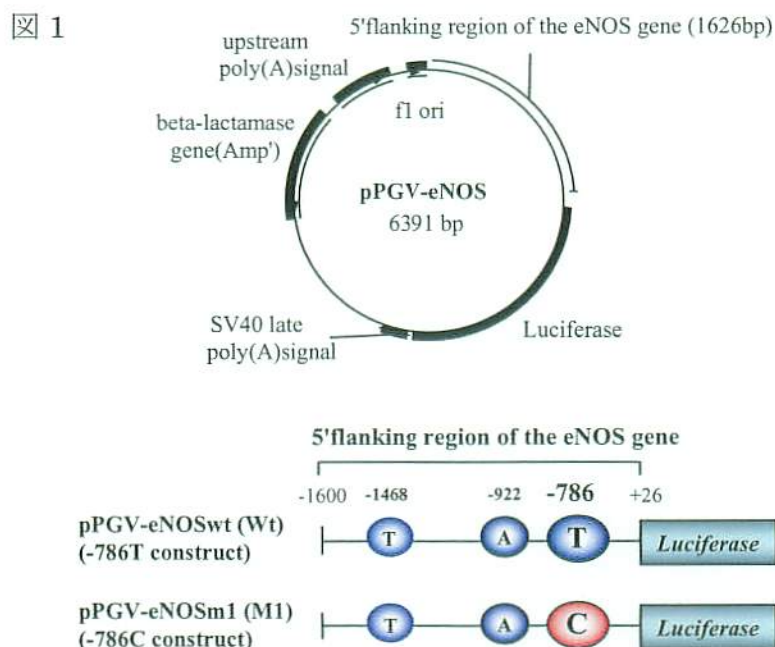 図 1
5'flanking region of the eNOS gene (1626bp)
upstream
poly(A)signal
beta-lactamase
gene(Amp')
f1 ori
pPGV-eNOS
6391 bp
SV40 late
poly(A)signal
Luciferase
5'flanking region of the eNOS gene
-1600 -1468 -922 -786 +26
pPGV-eNOSwt (Wt)
(-786T construct)
T A T Luciferase
pPGV-eNOSm1 (M1)
(-786C construct)
T A C Luciferase